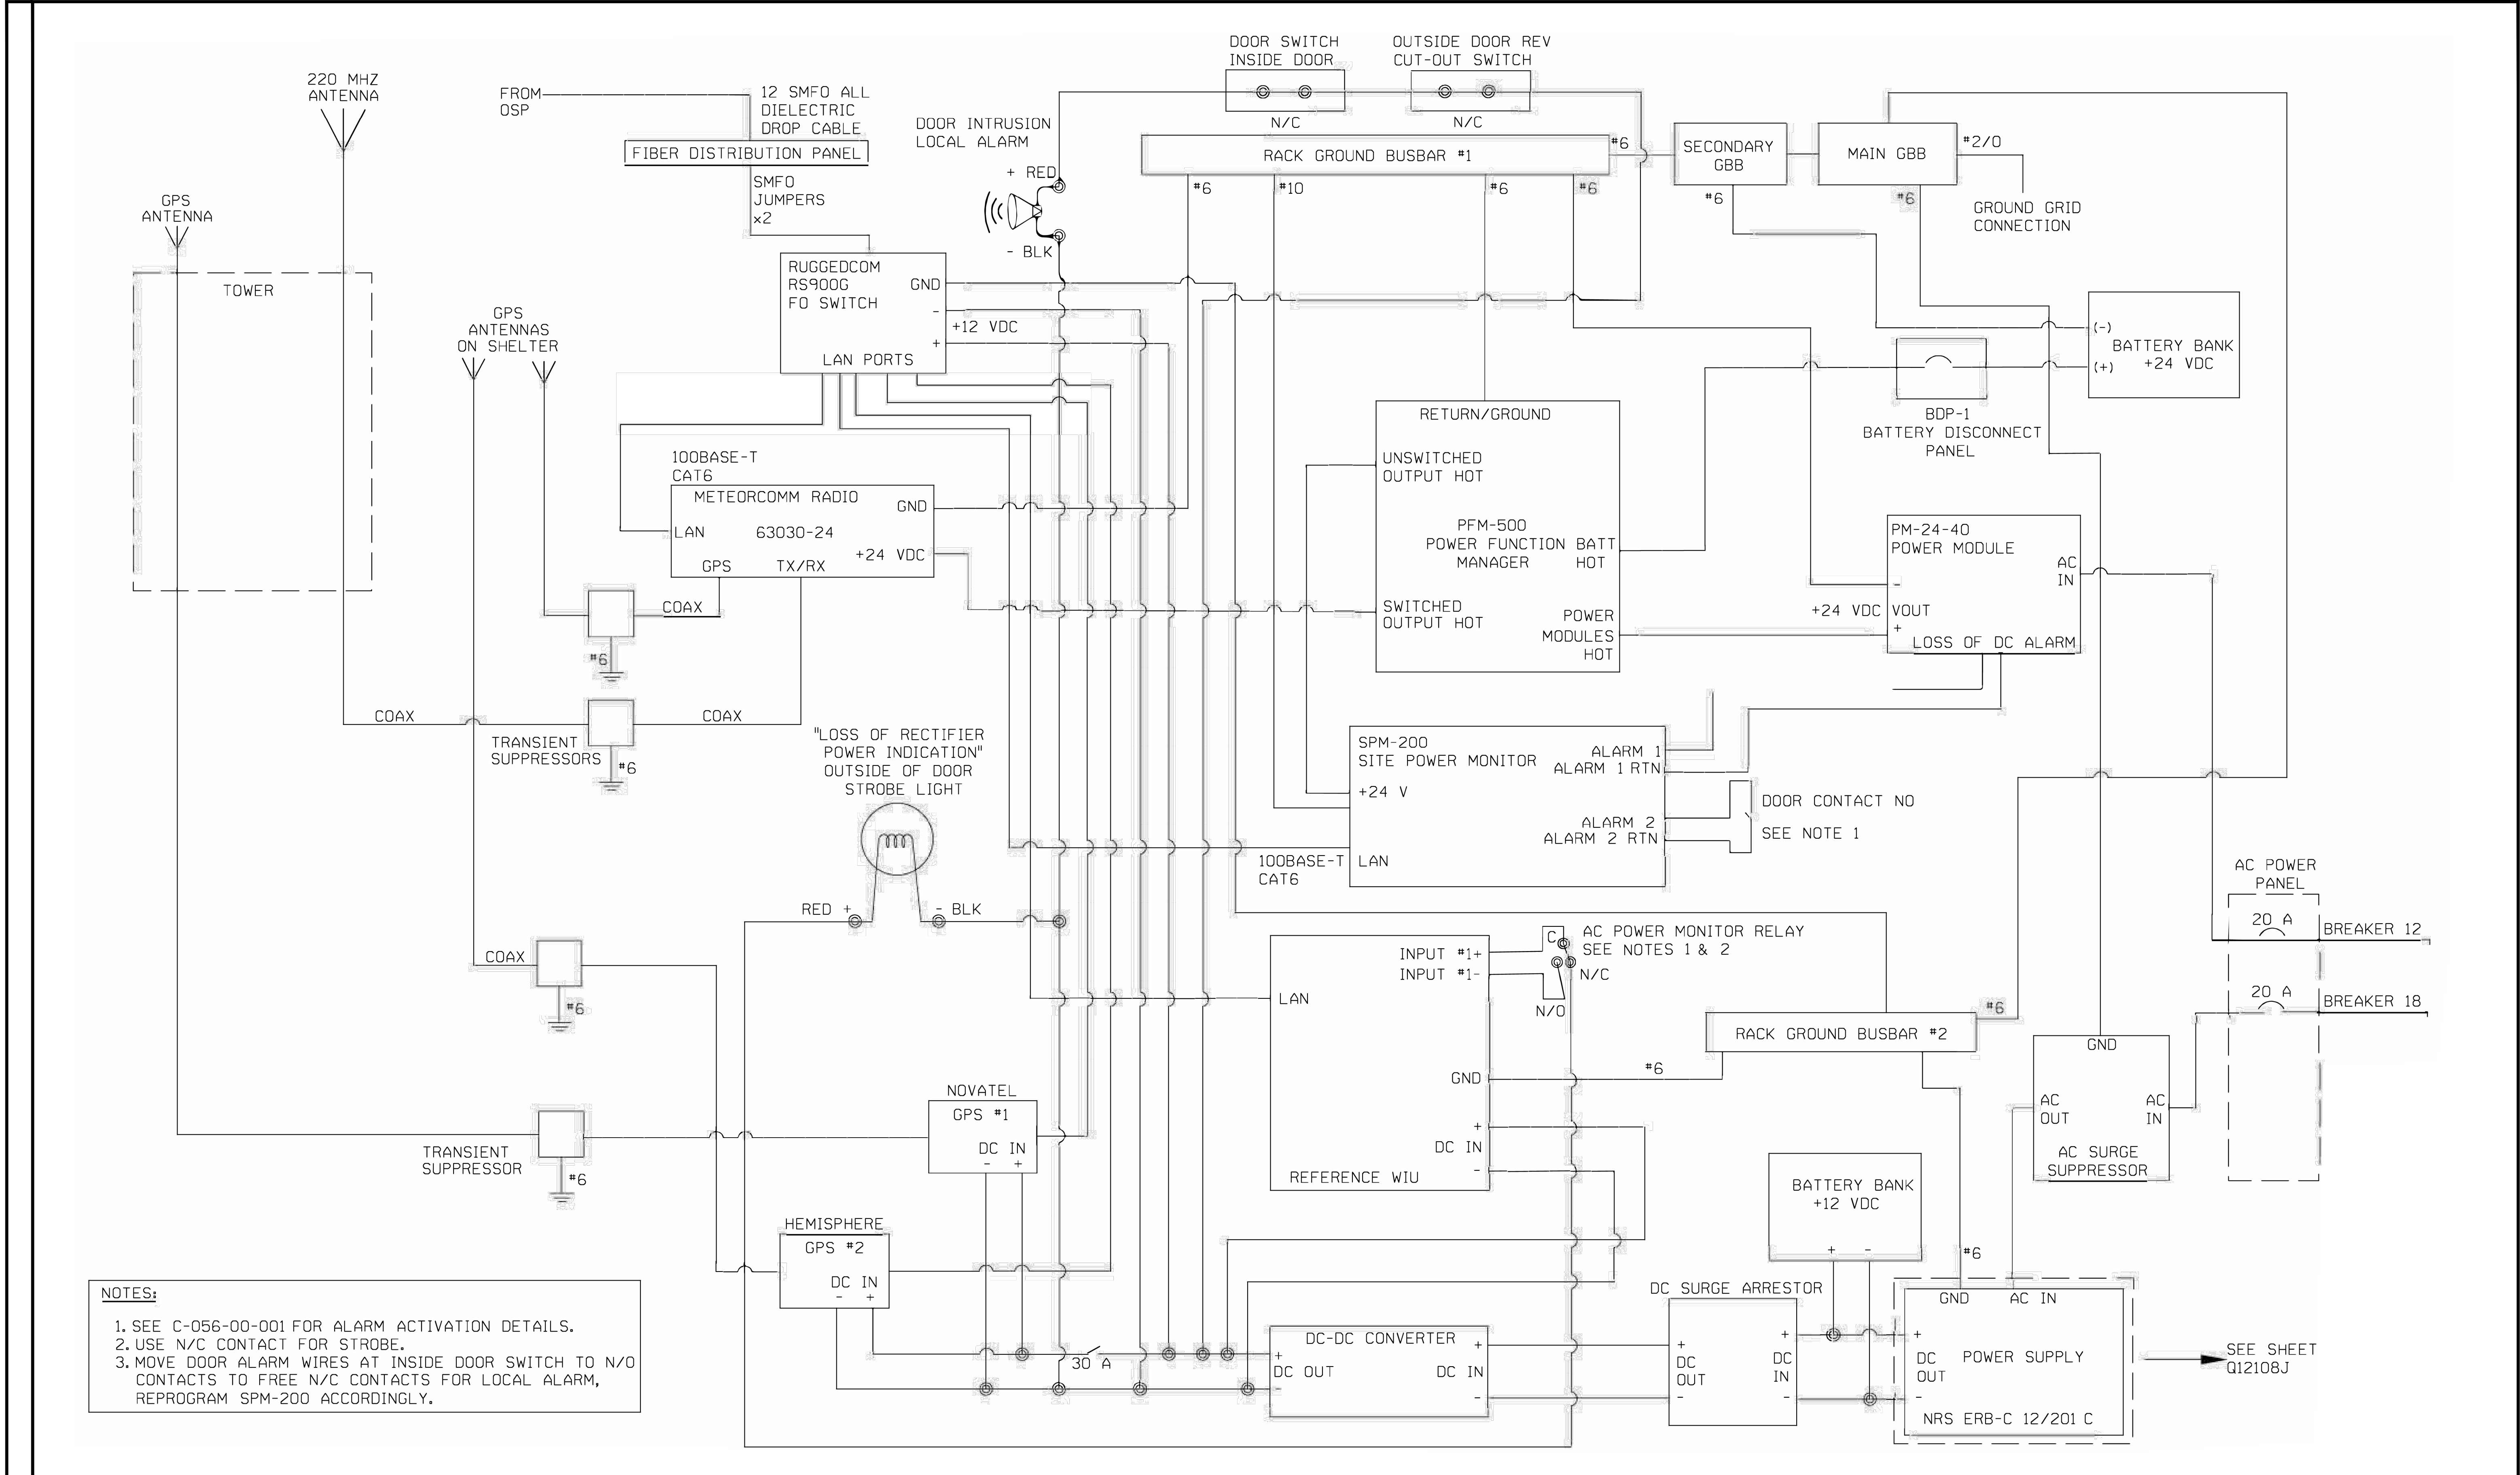 220 MHZ
ANTENNA
GPS
ANTENNA
TOWER
FROM
OSP
12 SMFO ALL
DIELECTRIC
DROP CABLE
FIBER DISTRIBUTION PANEL
SMFO
JUMPERS
x2
GPS
ANTENNAS
ON SHELTER
RUGGEDCOM
RS900G
FO SWITCH
GND
-
+12 VDC
+
LAN PORTS
DOOR INTRUSION
LOCAL ALARM
+ RED
- BLK
DOOR SWITCH
INSIDE DOOR
N/C
OUTSIDE DOOR REV
CUT-OUT SWITCH
N/C
RACK GROUND BUSBAR #1
#6
#6
#10
#6
#6
SECONDARY
GBB
#6
MAIN GBB
#2/0
#6
GROUND GRID
CONNECTION
(-)
BATTERY BANK
+24 VDC
(+)
BDP-1
BATTERY DISCONNECT
PANEL
100BASE-T
CAT6
METEORCOMM RADIO
GND
LAN
63030-24
+24 VDC
GPS
TX/RX
COAX
#6
COAX
COAX
TRANSIENT
SUPPRESSORS
#6
RETURN/GROUND
UNSWITCHED
OUTPUT HOT
PFM-500
POWER FUNCTION
MANAGER
BATT
HOT
SWITCHED
OUTPUT HOT
POWER
MODULES
HOT
PM-24-40
POWER MODULE
AC
IN
-
+24 VDC
VOUT
+
LOSS OF DC ALARM
"LOSS OF RECTIFIER
POWER INDICATION"
OUTSIDE OF DOOR
STROBE LIGHT
RED +
- BLK
SPM-200
SITE POWER MONITOR
ALARM 1
ALARM 1 RTN
+24 V
ALARM 2
ALARM 2 RTN
LAN
100BASE-T
CAT6
DOOR CONTACT NO
SEE NOTE 1
AC POWER
PANEL
20 A
BREAKER 12
20 A
BREAKER 18
COAX
#6
INPUT #1+
INPUT #1-
LAN
GND
+
DC IN
-
REFERENCE WIU
C
AC POWER MONITOR RELAY
SEE NOTES 1 & 2
N/C
N/O
#6
RACK GROUND BUSBAR #2
#6
GND
AC
OUT
AC
IN
AC SURGE
SUPPRESSOR
TRANSIENT
SUPPRESSOR
#6
NOVATEL
GPS #1
DC IN
- +
HEMISPHERE
GPS #2
DC IN
- +
30 A
DC-DC CONVERTER
+
DC OUT
-
+
DC IN
-
DC SURGE ARRESTOR
+
DC
OUT
-
+
DC
IN
-
BATTERY BANK
+12 VDC
+ -
#6
GND
AC IN
+
DC
OUT
-
POWER SUPPLY
NRS ERB-C 12/201 C
SEE SHEET
Q12108J
NOTES:
1. SEE C-056-00-001 FOR ALARM ACTIVATION DETAILS.
2. USE N/C CONTACT FOR STROBE.
3. MOVE DOOR ALARM WIRES AT INSIDE DOOR SWITCH TO N/O
CONTACTS TO FREE N/C CONTACTS FOR LOCAL ALARM,
REPROGRAM SPM-200 ACCORDINGLY.